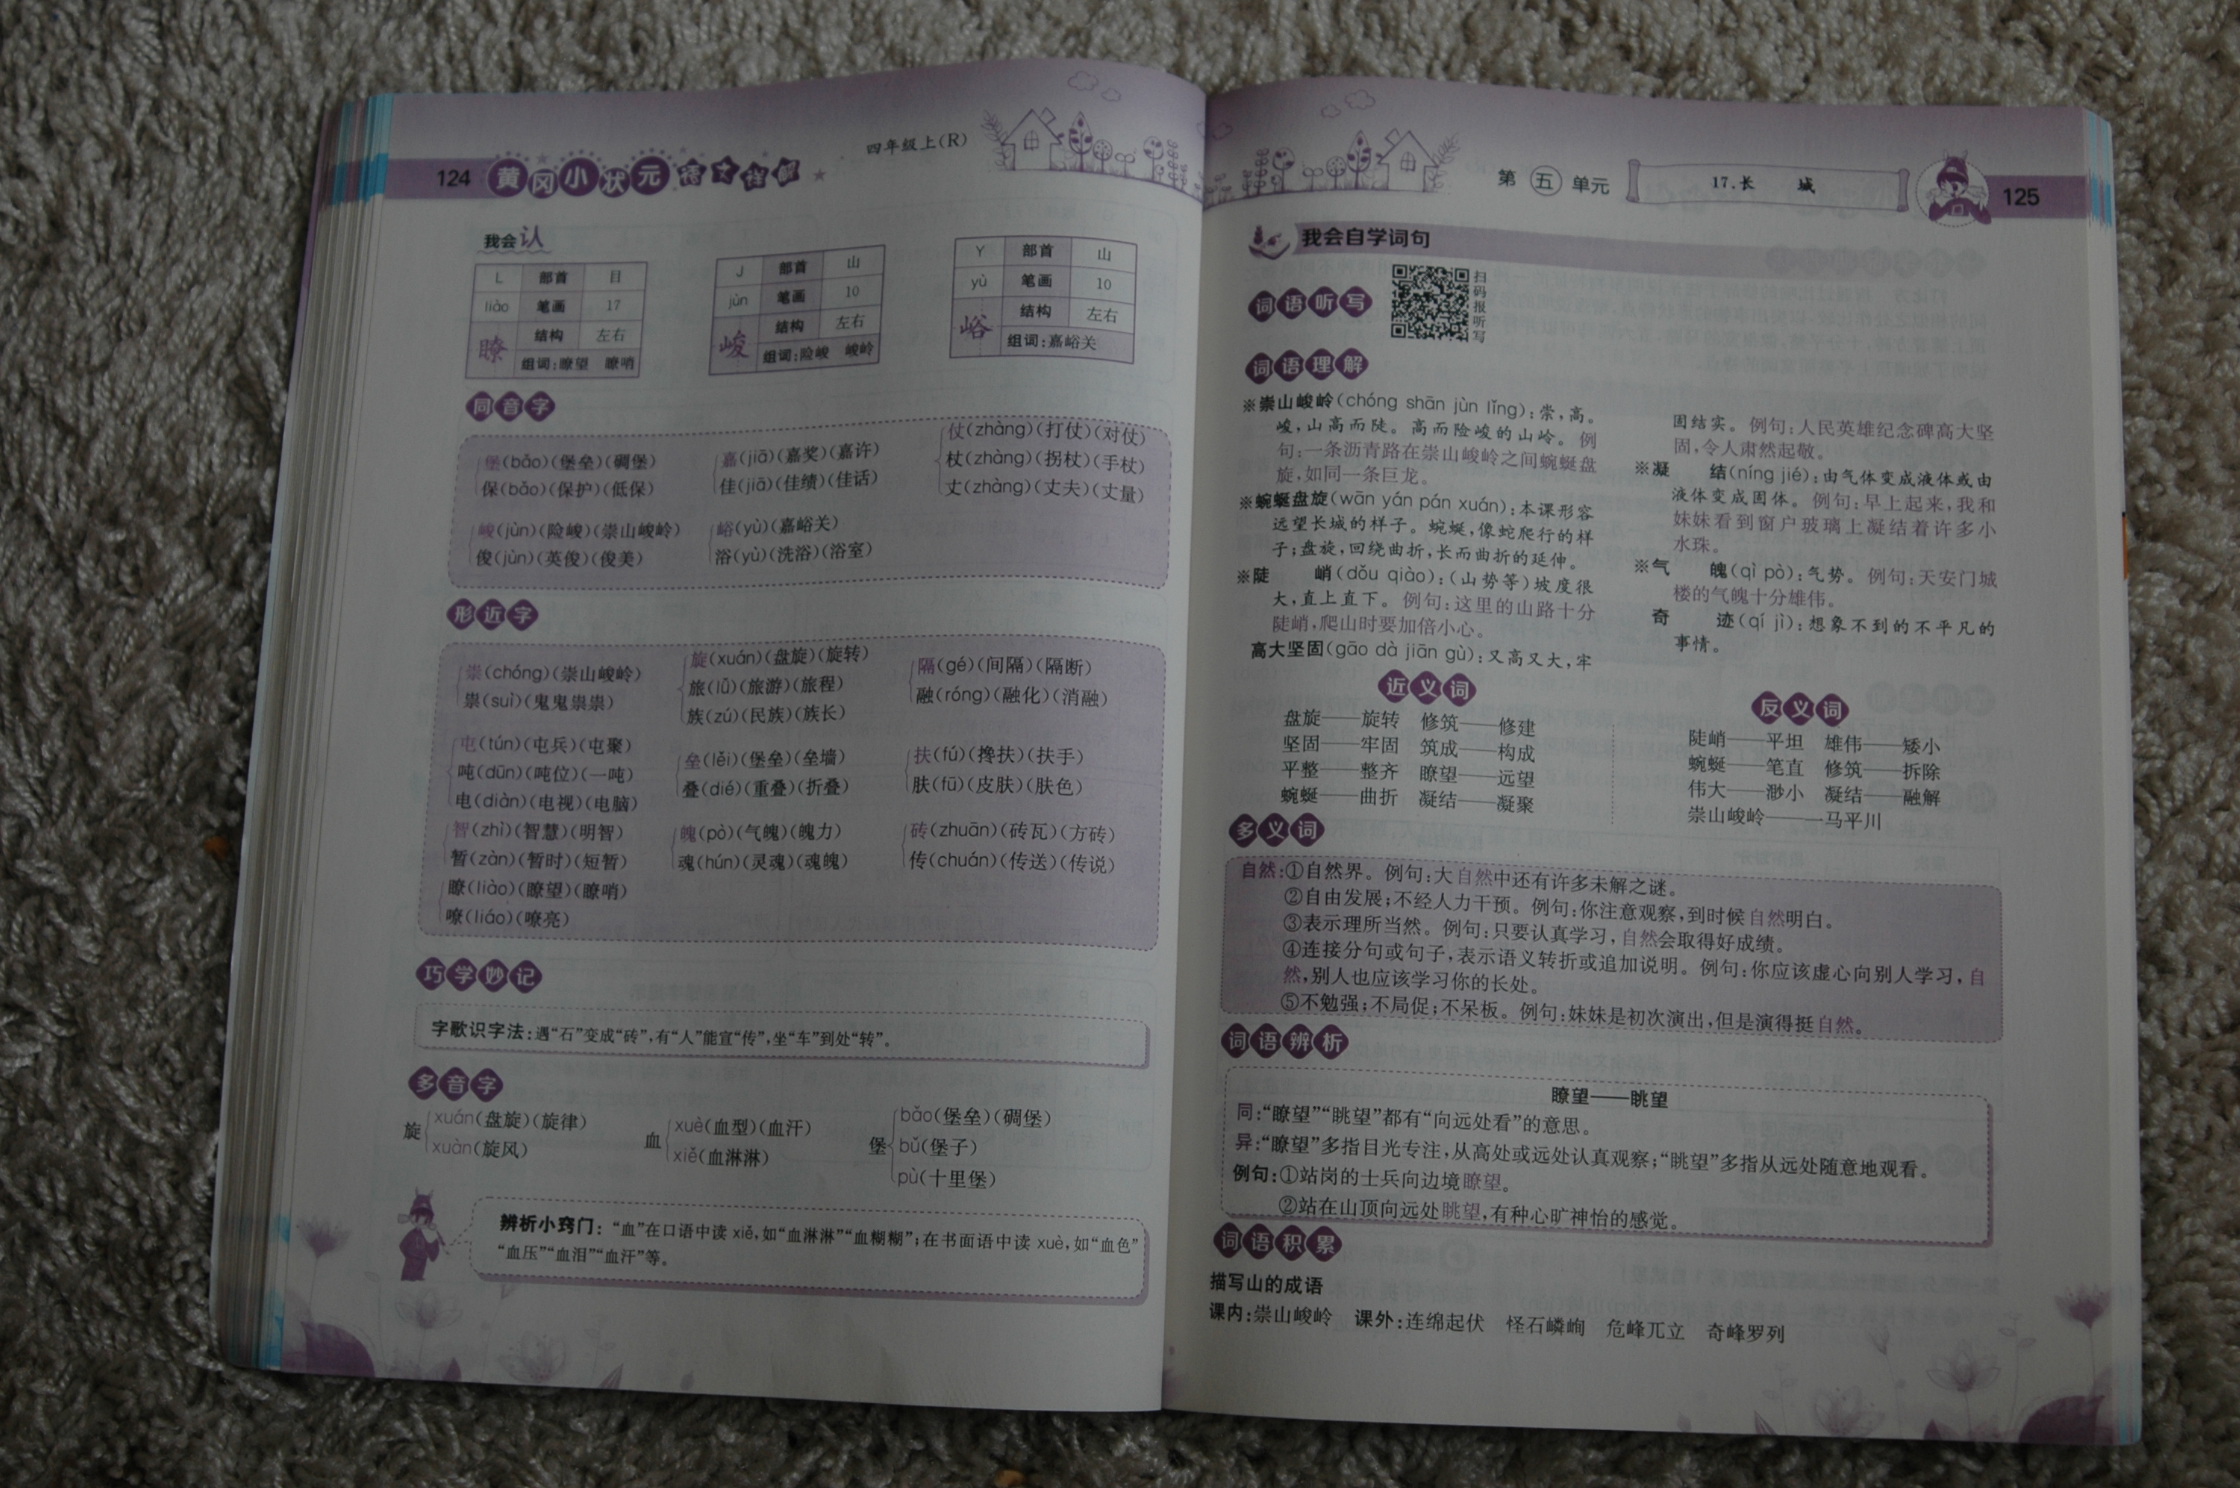 124 黄冈小状元 四年级上(R)
我会认
L 部首 目
liào 笔画 17
瞭 结构 左右
组词:瞭望 瞭哨
J 部首 山
jùn 笔画 10
峻 结构 左右
组词:险峻 峻岭
Y 部首 山
yù 笔画 10
峪 结构 左右
组词:嘉峪关
同音字
堡(bǎo)(堡垒)(碉堡)
保(bǎo)(保护)(低保)
峻(jùn)(险峻)(崇山峻岭)
俊(jùn)(英俊)(俊美)
嘉(jiā)(嘉奖)(嘉许)
佳(jiā)(佳绩)(佳话)
峪(yù)(嘉峪关)
浴(yù)(洗浴)(浴室)
仗(zhàng)(打仗)(对仗)
杖(zhàng)(拐杖)(手杖)
丈(zhàng)(丈夫)(丈量)
形近字
崇(chóng)(崇山峻岭)
祟(suì)(鬼鬼祟祟)
屯(tún)(屯兵)(屯聚)
吨(dūn)(吨位)(一吨)
电(diàn)(电视)(电脑)
智(zhì)(智慧)(明智)
暂(zàn)(暂时)(短暂)
瞭(liào)(瞭望)(瞭哨)
嘹(liáo)(嘹亮)
旋(xuán)(盘旋)(旋转)
旅(lǚ)(旅游)(旅程)
族(zú)(民族)(族长)
垒(lěi)(堡垒)(垒墙)
叠(dié)(重叠)(折叠)
魄(pò)(气魄)(魄力)
魂(hún)(灵魂)(魂魄)
隔(gé)(间隔)(隔断)
融(róng)(融化)(消融)
扶(fú)(搀扶)(扶手)
肤(fū)(皮肤)(肤色)
砖(zhuān)(砖瓦)(方砖)
传(chuán)(传送)(传说)
巧学妙记
字歌识字法:遇“石”变成“砖”,有“人”能宣“传”,坐“车”到处“转”。
多音字
旋 xuán(盘旋)(旋律)
xuàn(旋风)
血 xuè(血型)(血汗)
xiě(血淋淋)
堡 bǎo(堡垒)(碉堡)
bǔ(堡子)
pù(十里堡)
辨析小窍门:“血”在口语中读 xiě,如“血淋淋”“血糊糊”;在书面语中读 xuè,如“血色”
“血压”“血泪”“血汗”等。
第五单元 17.长 城 125
我会自学词句
词语听写
扫码报听写
词语理解
※崇山峻岭(chóng shān jùn lǐng):崇,高。
峻,山高而陡。高而险峻的山岭。例
句:一条沥青路在崇山峻岭之间蜿蜒盘
旋,如同一条巨龙。
※蜿蜒盘旋(wān yán pán xuán):本课形容
远望长城的样子。蜿蜒,像蛇爬行的样
子;盘旋,回绕曲折,长而曲折的延伸。
※陡 峭(dǒu qiào):(山势等)坡度很
大,直上直下。例句:这里的山路十分
陡峭,爬山时要加倍小心。
高大坚固(gāo dà jiān gù):又高又大,牢
固结实。例句:人民英雄纪念碑高大坚
固,令人肃然起敬。
※凝 结(níng jié):由气体变成液体或由
液体变成固体。例句:早上起来,我和
妹妹看到窗户玻璃上凝结着许多小
水珠。
※气 魄(qì pò):气势。例句:天安门城
楼的气魄十分雄伟。
奇 迹(qí jì):想象不到的不平凡的
事情。
近义词
盘旋——旋转 修筑——修建
坚固——牢固 筑成——构成
平整——整齐 瞭望——远望
蜿蜒——曲折 凝结——凝聚
反义词
陡峭——平坦 雄伟——矮小
蜿蜒——笔直 修筑——拆除
伟大——渺小 凝结——融解
崇山峻岭——一马平川
多义词
自然:①自然界。例句:大自然中还有许多未解之谜。
②自由发展;不经人力干预。例句:你注意观察,到时候自然明白。
③表示理所当然。例句:只要认真学习,自然会取得好成绩。
④连接分句或句子,表示语义转折或追加说明。例句:你应该虚心向别人学习,自
然,别人也应该学习你的长处。
⑤不勉强;不局促;不呆板。例句:妹妹是初次演出,但是演得挺自然。
词语辨析
瞭望——眺望
同:“瞭望”“眺望”都有“向远处看”的意思。
异:“瞭望”多指目光专注,从高处或远处认真观察;“眺望”多指从远处随意地观看。
例句:①站岗的士兵向边境瞭望。
②站在山顶向远处眺望,有种心旷神怡的感觉。
词语积累
描写山的成语
课内:崇山峻岭 课外:连绵起伏 怪石嶙峋 危峰兀立 奇峰罗列